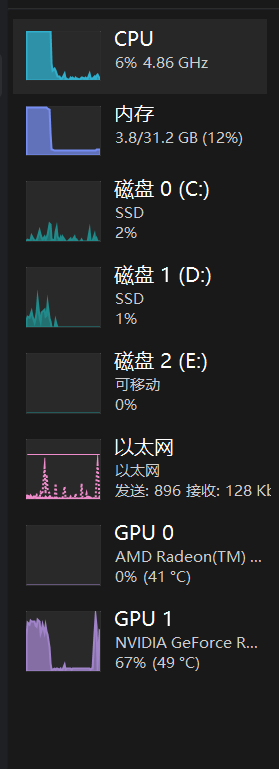 CPU
6% 4.86 GHz
内存
3.8/31.2 GB (12%)
磁盘 0 (C:)
SSD
2%
磁盘 1 (D:)
SSD
1%
磁盘 2 (E:)
可移动
0%
以太网
以太网
发送: 896 接收: 128 Kb
GPU 0
AMD Radeon(TM) ...
0% (41 °C)
GPU 1
NVIDIA GeForce R...
67% (49 °C)